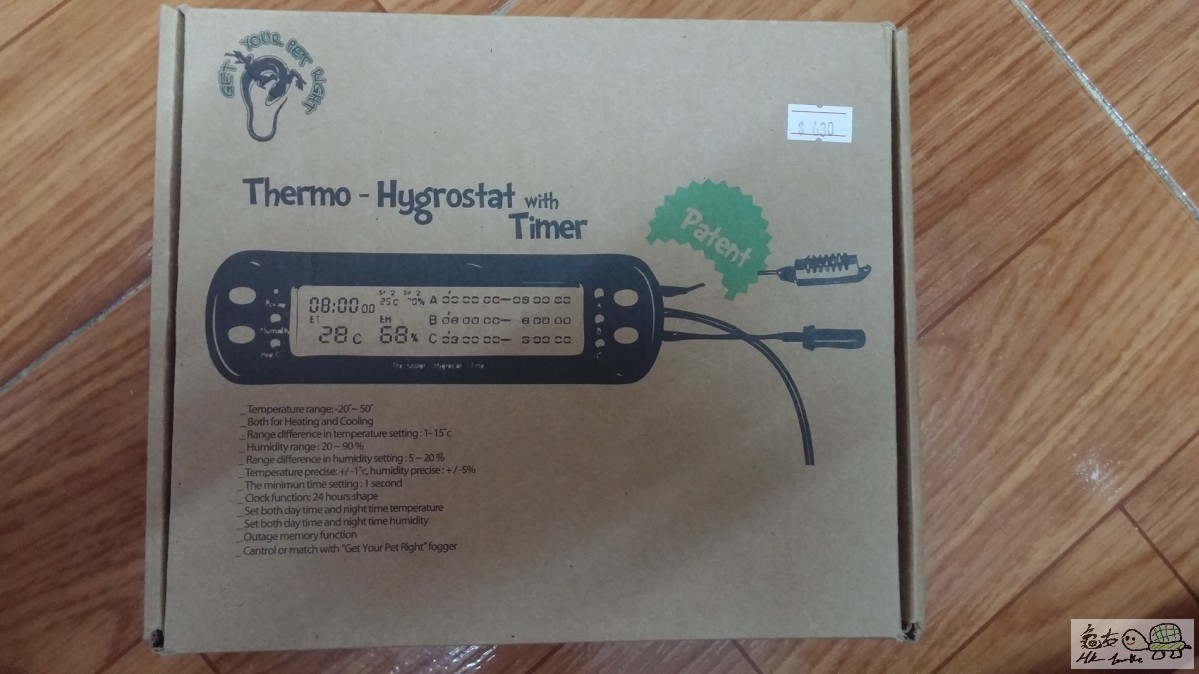 GET YOUR PET RIGHT
$ 630.-
Thermo - Hygrostat with
Timer
Patent
08:00 00
25c 70%
A
ET
EH
B
28 C
68 %
C
_ Temperature range: -20˚ ~ 50˚
_ Both for Heating and Cooling
_ Range difference in temperature setting : 1- 15˚c
_ Humidity range : 20 ~ 90 %
_ Range difference in humidity setting : 5 ~ 20 %
_ Temperature precise: +/ -1˚c, humidity precise : + / -5%
_ The minimun time setting : 1 second
_ Clock function: 24 hours shape
_ Set both day time and night time temperature
_ Set both day time and night time humidity
_ Outage memory function
_ Cantrol or match with "Get Your Pet Right" fogger